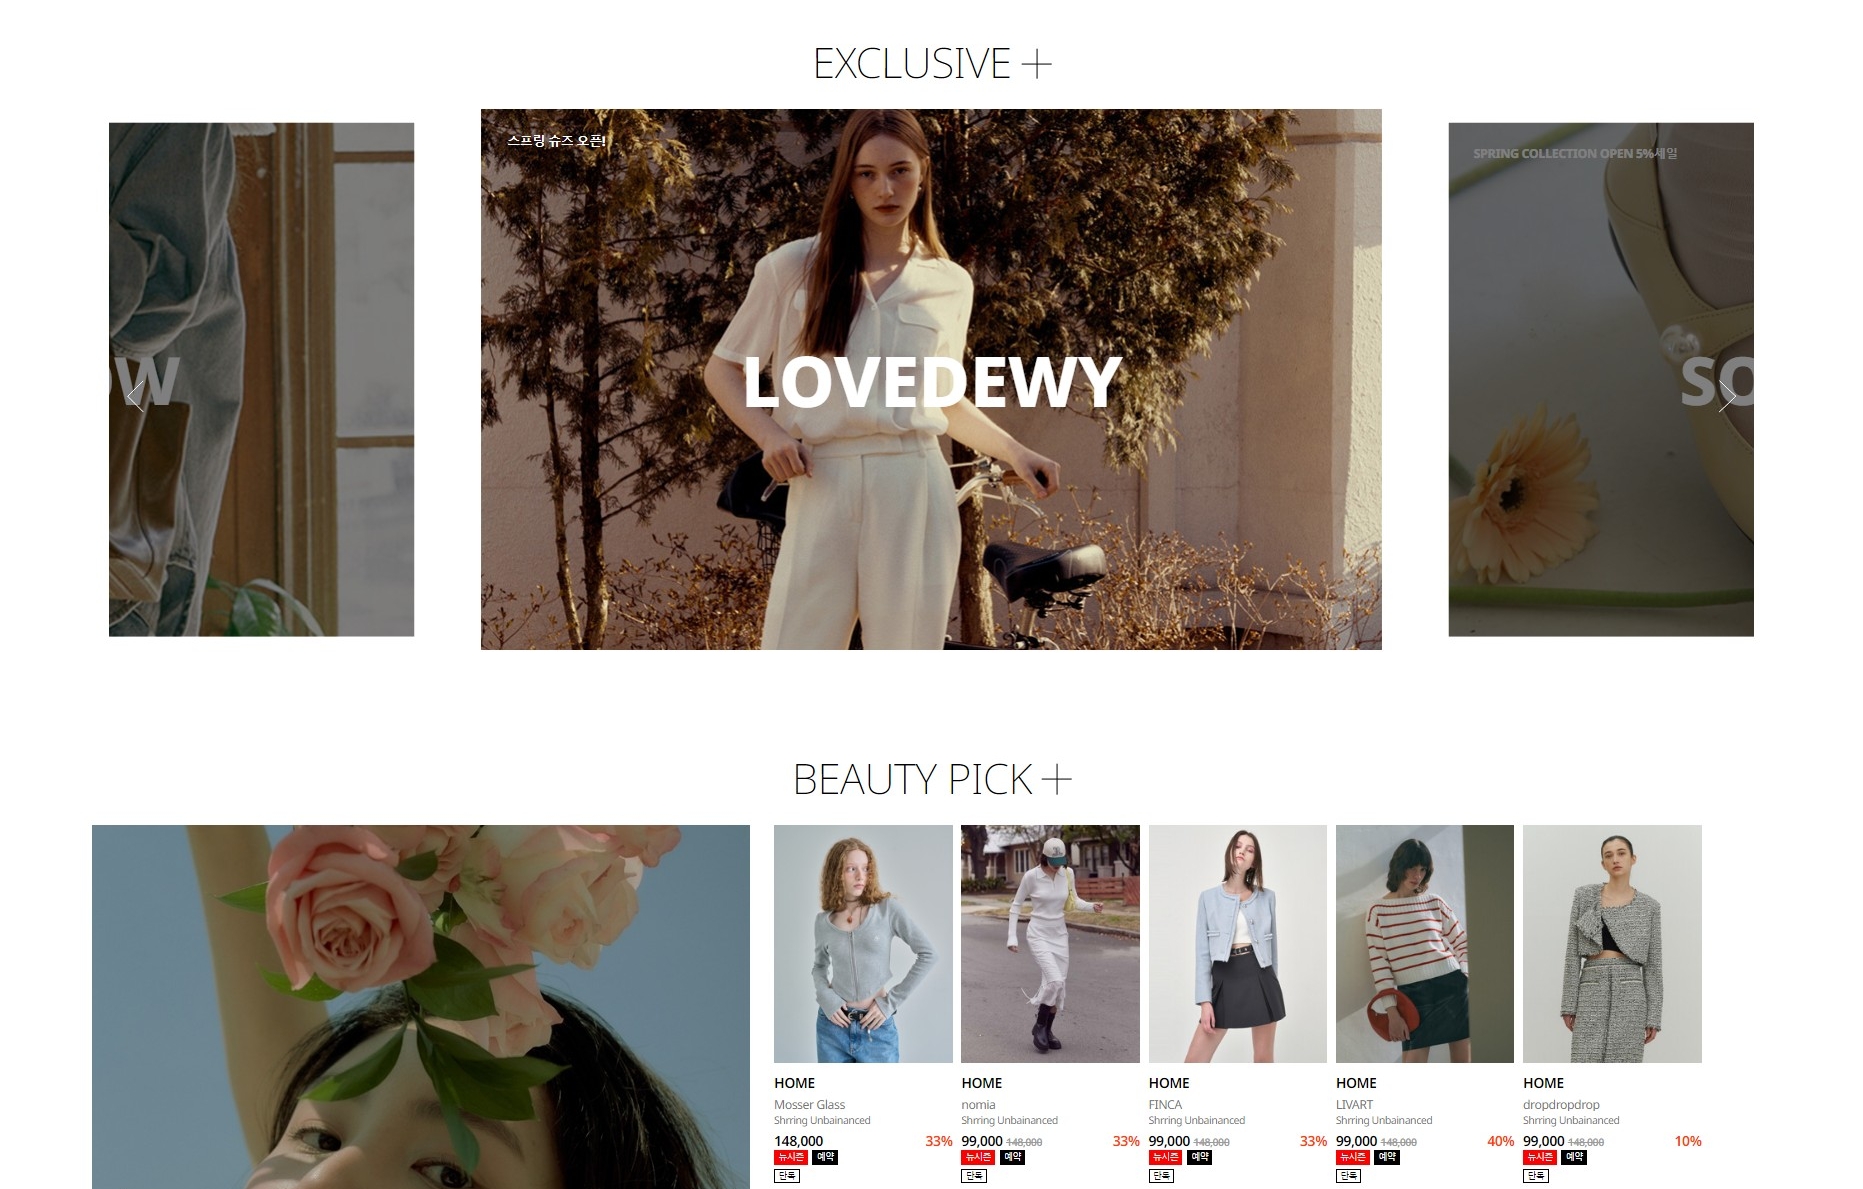 EXCLUSIVE +
스프링 슈즈 오픈!
SPRING COLLECTION OPEN 5%세일
OW
LOVEDEWY
SO
BEAUTY PICK +
HOME
Mosser Glass
Shrring Unbainanced
148,000 33%
뉴시즌 예약
단독
HOME
nomia
Shrring Unbainanced
99,000 148,000 33%
뉴시즌 예약
단독
HOME
FINCA
Shrring Unbainanced
99,000 148,000 33%
뉴시즌 예약
단독
HOME
LIVART
Shrring Unbainanced
99,000 148,000 40%
뉴시즌 예약
단독
HOME
dropdropdrop
Shrring Unbainanced
99,000 148,000 10%
뉴시즌 예약
단독